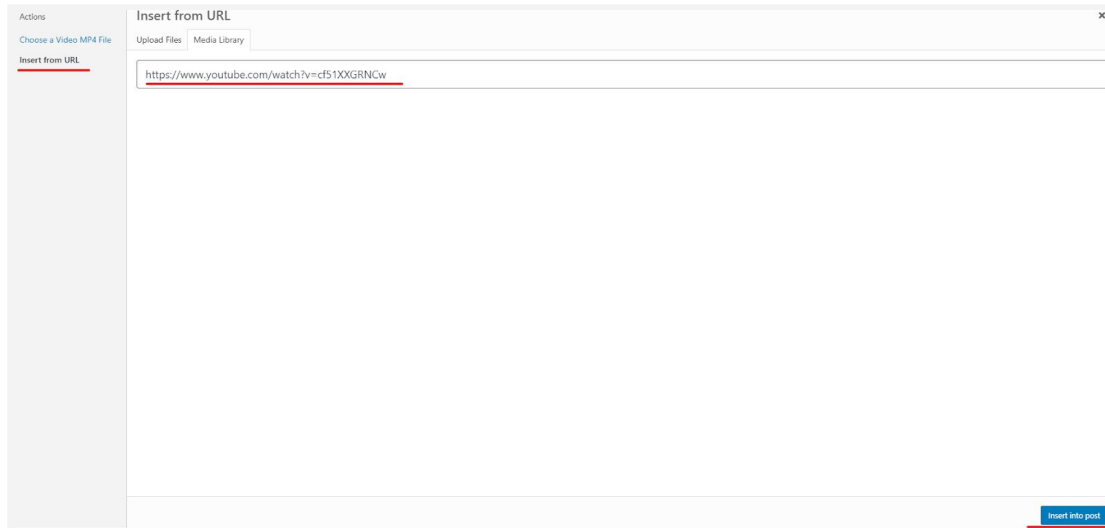 Actions
Choose a Video MP4 File
Insert from URL
Insert from URL
Upload Files Media Library
https://www.youtube.com/watch?v=cf51XXGRNCw
Insert into post